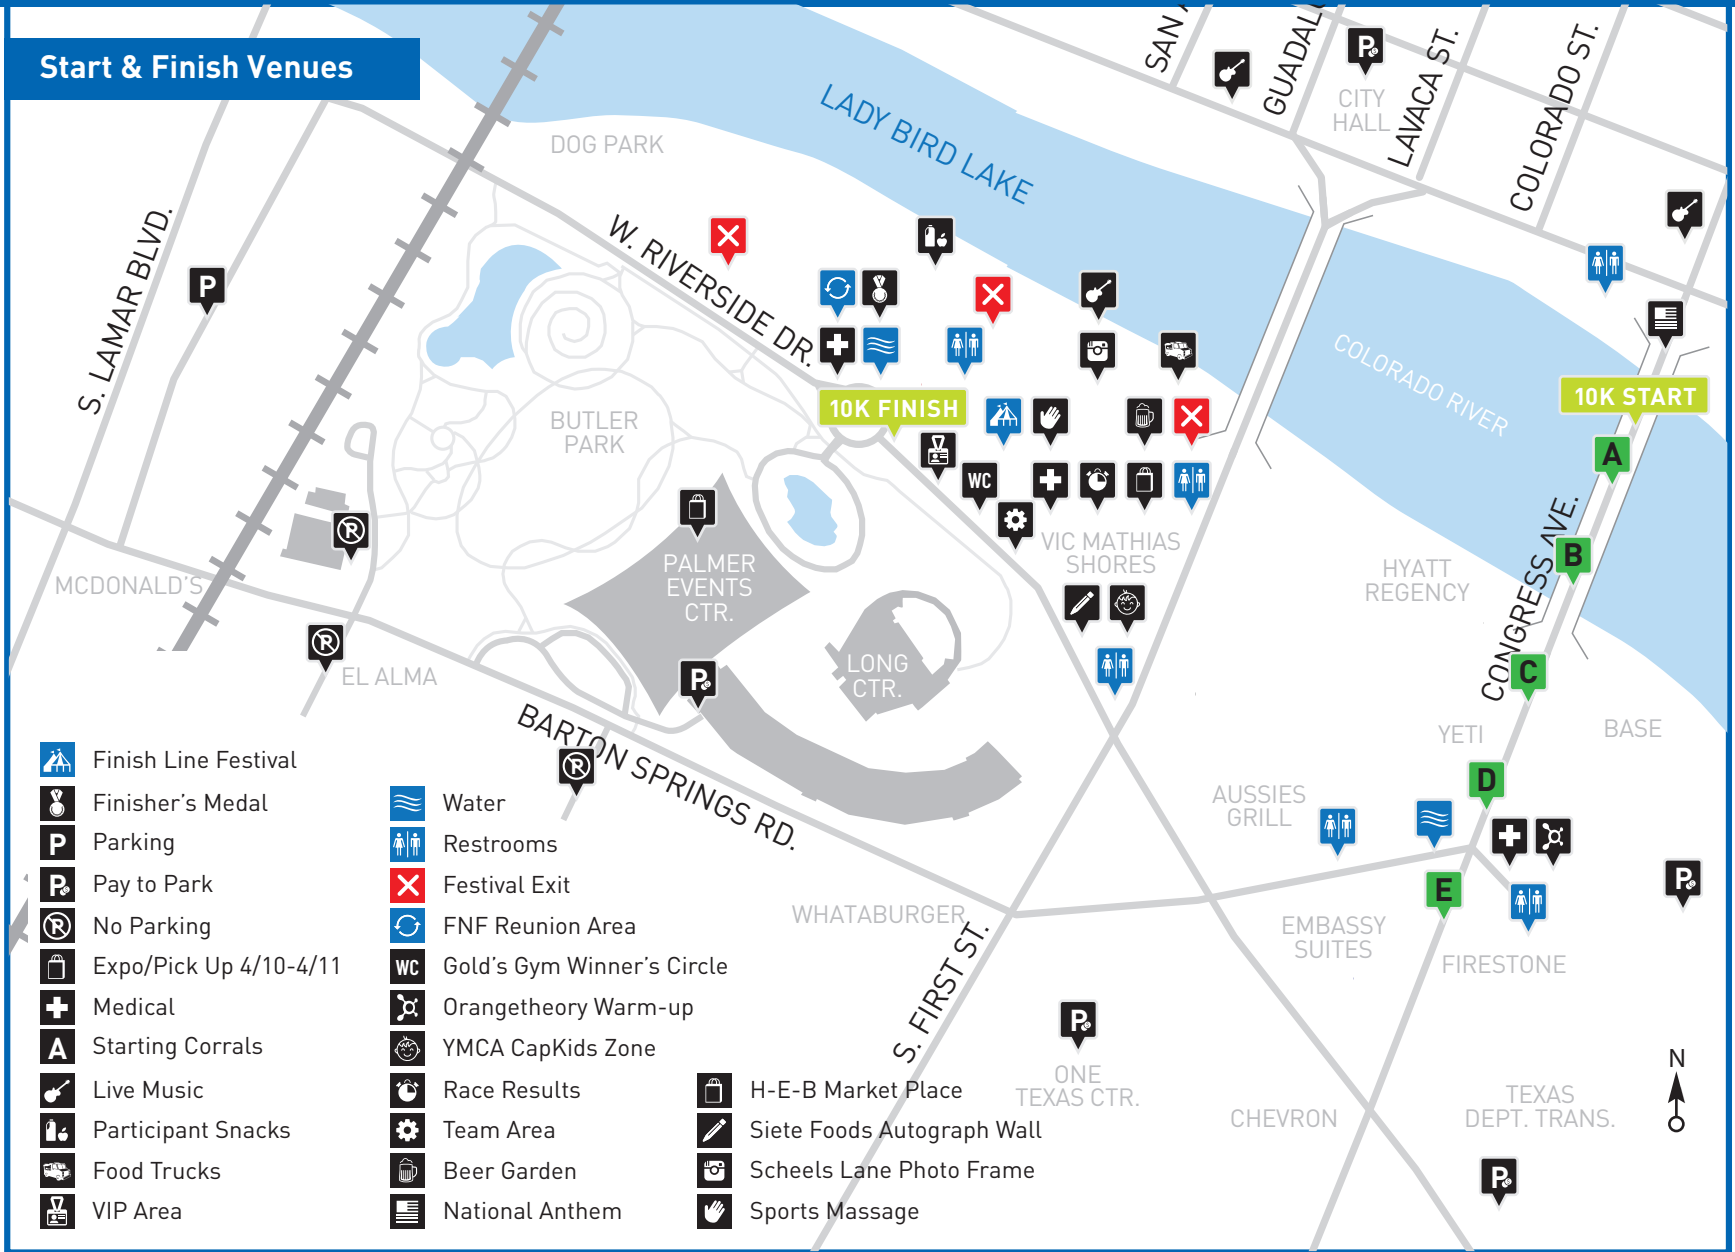 Start & Finish Venues
SAN A
GUADAL
LAVACA ST.
COLORADO ST.
CITY
HALL
LADY BIRD LAKE
DOG PARK
W. RIVERSIDE DR.
S. LAMAR BLVD.
P
P
COLORADO RIVER
10K FINISH
10K START
BUTLER
PARK
A
WC
CONGRESS AVE.
B
VIC MATHIAS
SHORES
PALMER
EVENTS
CTR.
HYATT
REGENCY
MCDONALD'S
P
P
EL ALMA
LONG
CTR.
P
C
YETI
BASE
BARTON SPRINGS RD.
P
D
AUSSIES
GRILL
E
P
WHATABURGER
EMBASSY
SUITES
FIRESTONE
S. FIRST ST.
P
ONE
TEXAS CTR.
CHEVRON
TEXAS
DEPT. TRANS.
P
N
Finish Line Festival
Finisher's Medal
P Parking
P Pay to Park
P No Parking
Expo/Pick Up 4/10-4/11
Medical
A Starting Corrals
Live Music
Participant Snacks
Food Trucks
VIP Area
Water
Restrooms
Festival Exit
FNF Reunion Area
WC Gold's Gym Winner's Circle
Orangetheory Warm-up
YMCA CapKids Zone
Race Results
Team Area
Beer Garden
National Anthem
H-E-B Market Place
Siete Foods Autograph Wall
Scheels Lane Photo Frame
Sports Massage